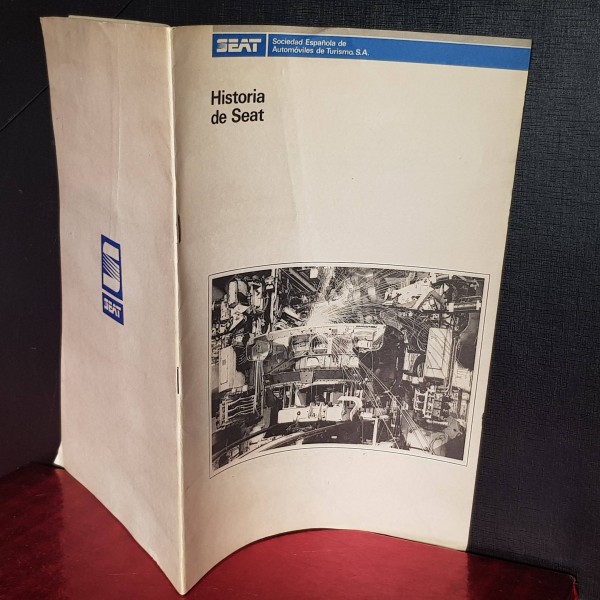 SEAT
Sociedad Española de
Automóviles de Turismo. S.A.
Historia
de Seat
SEAT